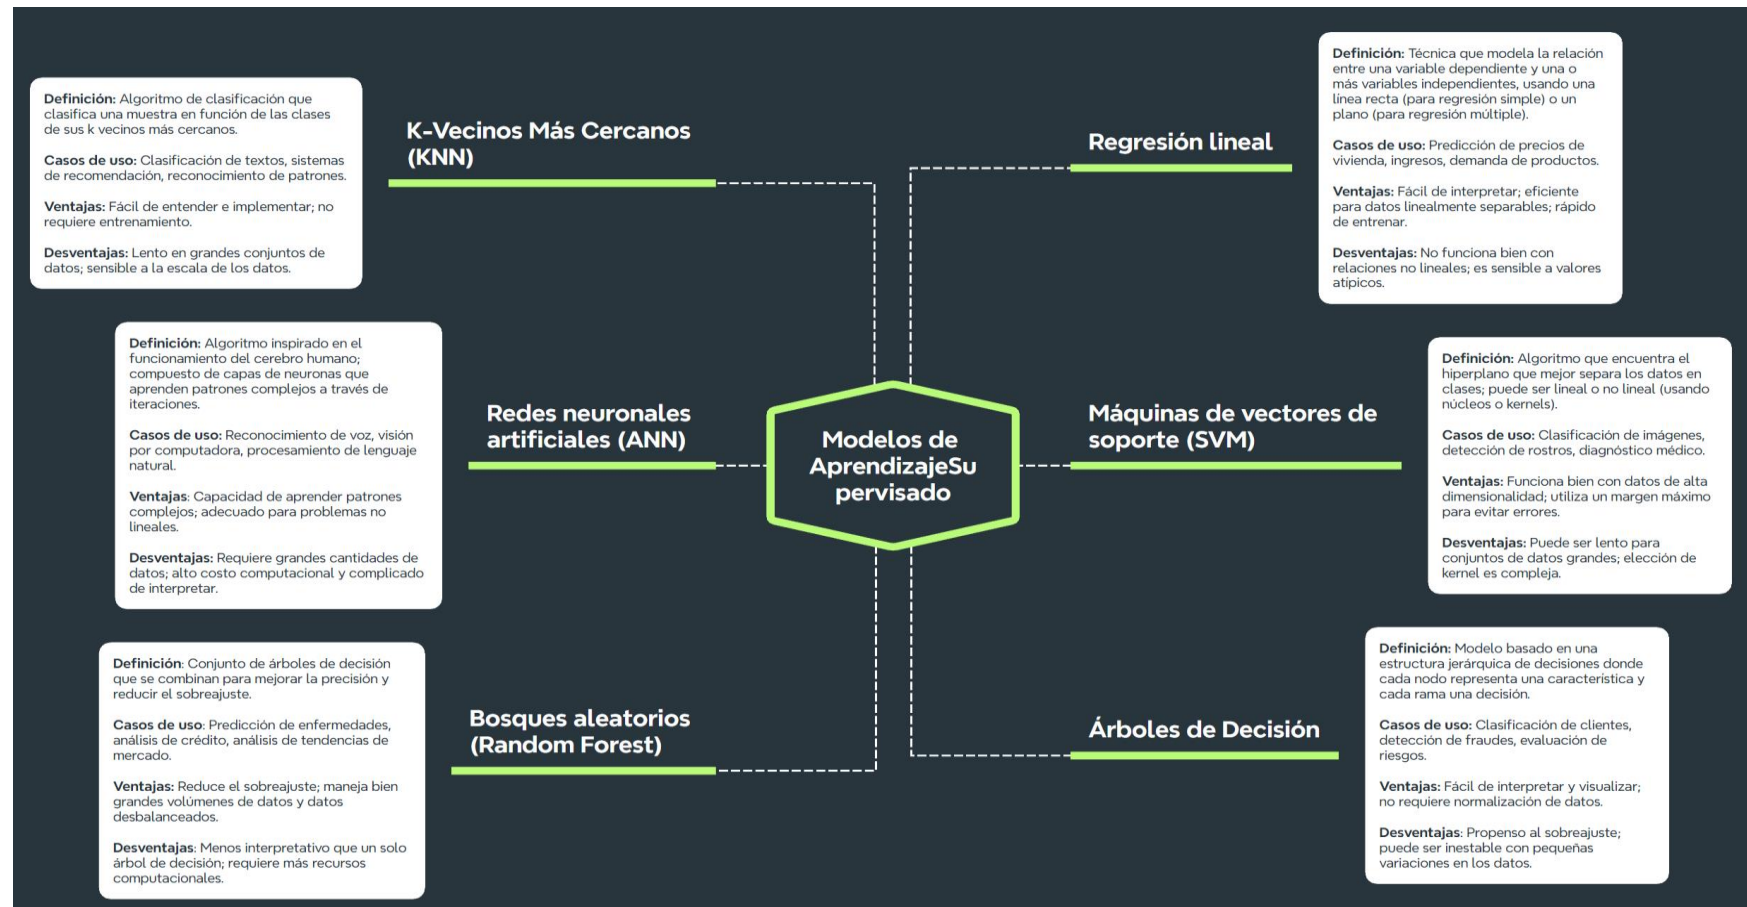 K-Vecinos Más Cercanos
(KNN)
Definición: Algoritmo de clasificación que
clasifica una muestra en función de las clases
de sus k vecinos más cercanos.
Casos de uso: Clasificación de textos, sistemas
de recomendación, reconocimiento de patrones.
Ventajas: Fácil de entender e implementar; no
requiere entrenamiento.
Desventajas: Lento en grandes conjuntos de
datos; sensible a la escala de los datos.
Redes neuronales
artificiales (ANN)
Definición: Algoritmo inspirado en el
funcionamiento del cerebro humano;
compuesto de capas de neuronas que
aprenden patrones complejos a través de
iteraciones.
Casos de uso: Reconocimiento de voz, visión
por computadora, procesamiento de lenguaje
natural.
Ventajas: Capacidad de aprender patrones
complejos; adecuado para problemas no
lineales.
Desventajas: Requiere grandes cantidades de
datos; alto costo computacional y complicado
de interpretar.
Bosques aleatorios
(Random Forest)
Definición: Conjunto de árboles de decisión
que se combinan para mejorar la precisión y
reducir el sobreajuste.
Casos de uso: Predicción de enfermedades,
análisis de crédito, análisis de tendencias de
mercado.
Ventajas: Reduce el sobreajuste; maneja bien
grandes volúmenes de datos y datos
desbalanceados.
Desventajas: Menos interpretativo que un solo
árbol de decisión; requiere más recursos
computacionales.
Modelos de
AprendizajeSu
pervisado
Regresión lineal
Definición: Técnica que modela la relación
entre una variable dependiente y una o
más variables independientes, usando una
línea recta (para regresión simple) o un
plano (para regresión múltiple).
Casos de uso: Predicción de precios de
vivienda, ingresos, demanda de productos.
Ventajas: Fácil de interpretar; eficiente
para datos linealmente separables; rápido
de entrenar.
Desventajas: No funciona bien con
relaciones no lineales; es sensible a valores
atípicos.
Máquinas de vectores de
soporte (SVM)
Definición: Algoritmo que encuentra el
hiperplano que mejor separa los datos en
clases; puede ser lineal o no lineal (usando
núcleos o kernels).
Casos de uso: Clasificación de imágenes,
detección de rostros, diagnóstico médico.
Ventajas: Funciona bien con datos de alta
dimensionalidad; utiliza un margen máximo
para evitar errores.
Desventajas: Puede ser lento para
conjuntos de datos grandes; elección de
kernel es compleja.
Árboles de Decisión
Definición: Modelo basado en una
estructura jerárquica de decisiones donde
cada nodo representa una característica y
cada rama una decisión.
Casos de uso: Clasificación de clientes,
detección de fraudes, evaluación de
riesgos.
Ventajas: Fácil de interpretar y visualizar;
no requiere normalización de datos.
Desventajas: Propenso al sobreajuste;
puede ser inestable con pequeñas
variaciones en los datos.